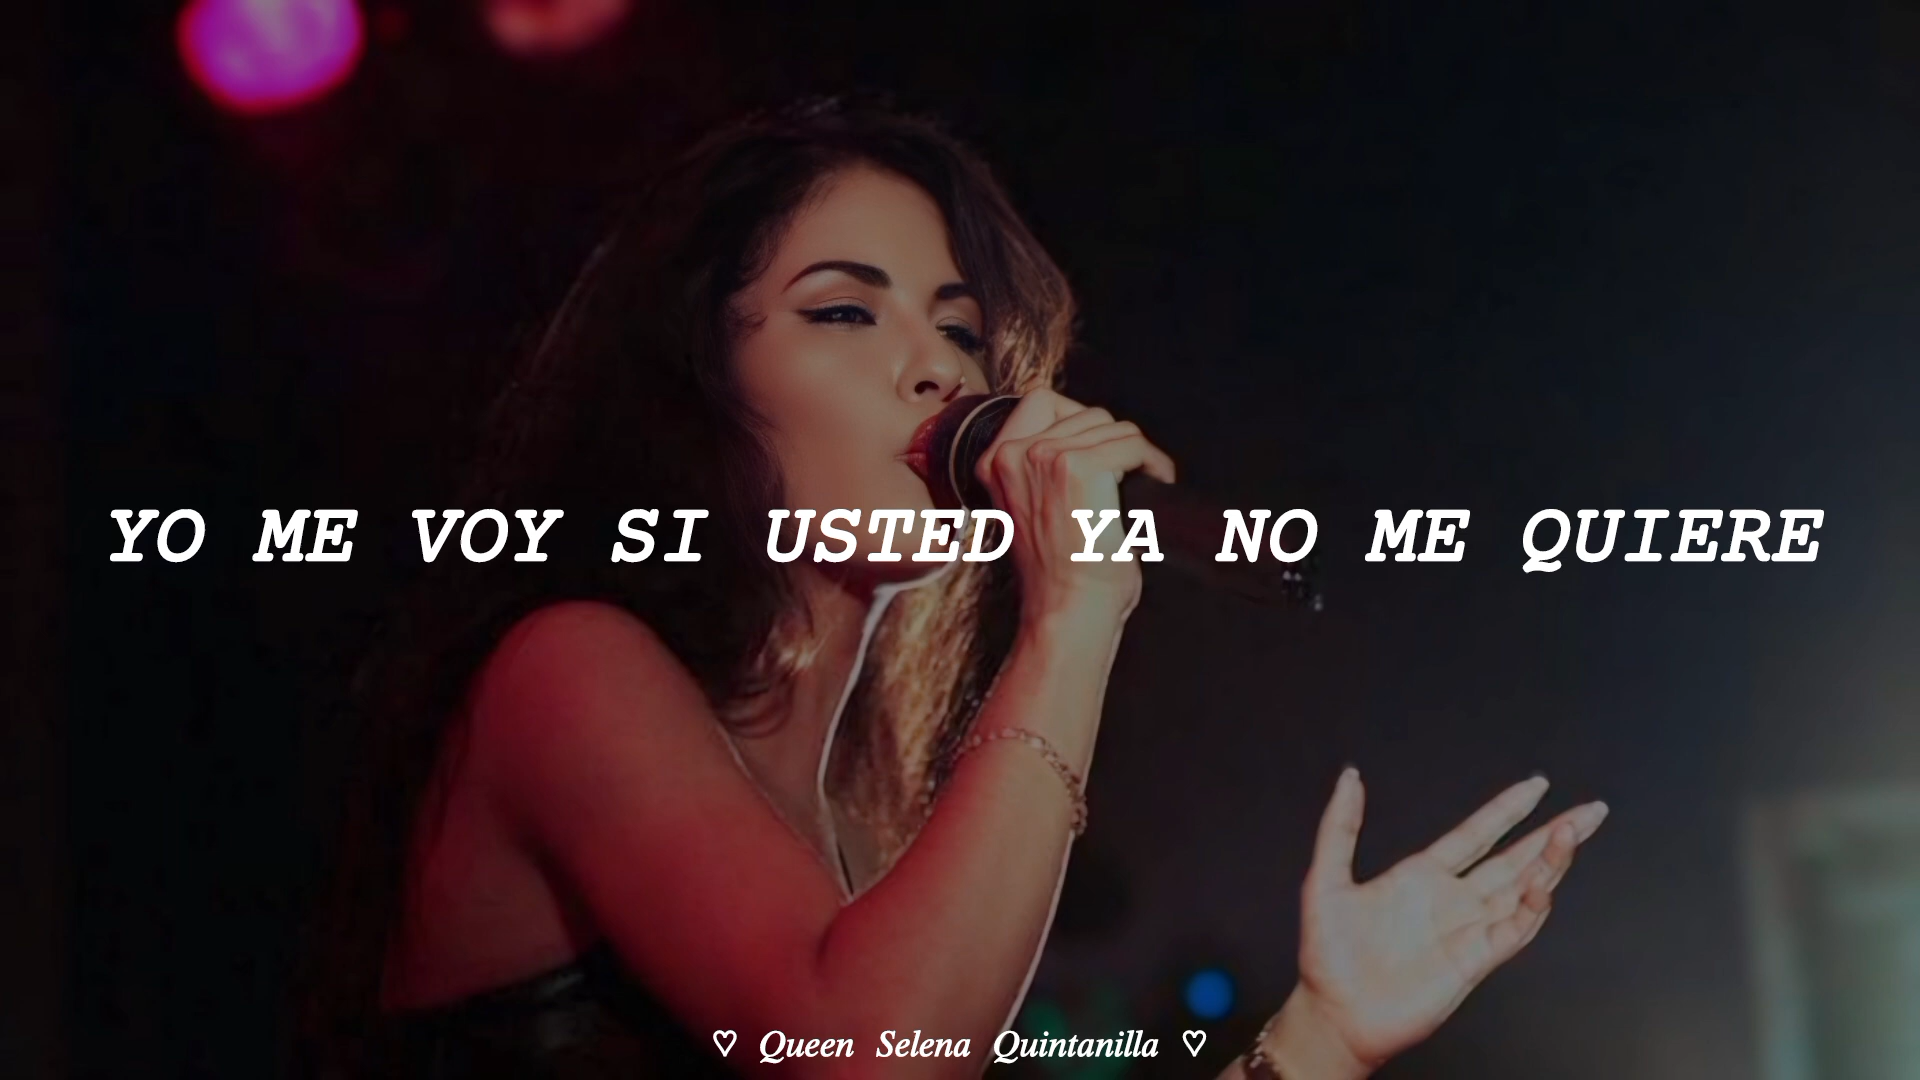 YO ME VOY SI USTED YA NO ME QUIERE
♡ Queen Selena Quintanilla ♡